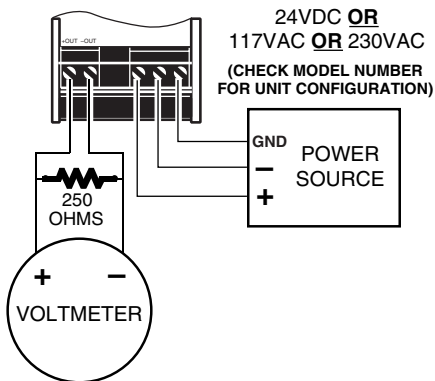 24VDC OR
117VAC OR 230VAC
(CHECK MODEL NUMBER
FOR UNIT CONFIGURATION)
+OUT –OUT
GND
–
+
POWER
SOURCE
250
OHMS
+ –
VOLTMETER